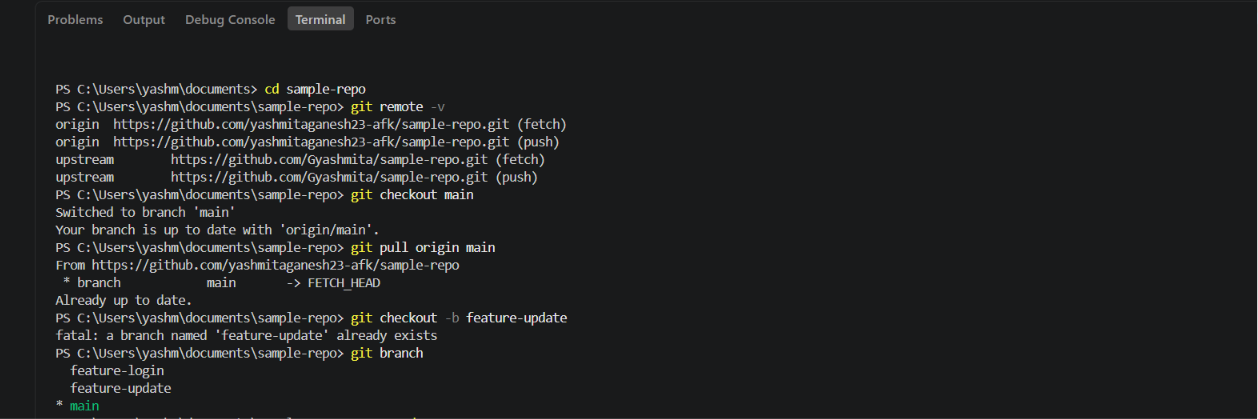 Problems Output Debug Console Terminal Ports
PS C:\Users\yashm\documents> cd sample-repo
PS C:\Users\yashm\documents\sample-repo> git remote -v
origin  https://github.com/yashmitaganesh23-afk/sample-repo.git (fetch)
origin  https://github.com/yashmitaganesh23-afk/sample-repo.git (push)
upstream        https://github.com/Gyashmita/sample-repo.git (fetch)
upstream        https://github.com/Gyashmita/sample-repo.git (push)
PS C:\Users\yashm\documents\sample-repo> git checkout main
Switched to branch 'main'
Your branch is up to date with 'origin/main'.
PS C:\Users\yashm\documents\sample-repo> git pull origin main
From https://github.com/yashmitaganesh23-afk/sample-repo
 * branch            main       -> FETCH_HEAD
Already up to date.
PS C:\Users\yashm\documents\sample-repo> git checkout -b feature-update
fatal: a branch named 'feature-update' already exists
PS C:\Users\yashm\documents\sample-repo> git branch
  feature-login
  feature-update
* main